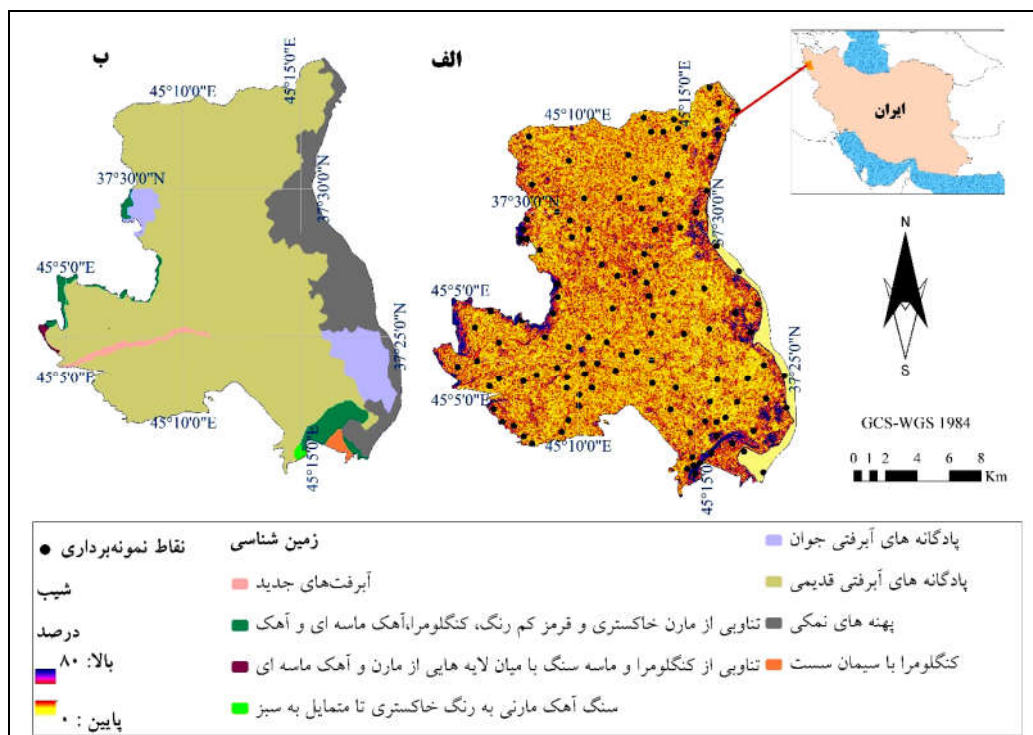 ب
الف
ایران
45°10'0"E
45°15'0"E
37°30'0"N
37°30'0"N
45°5'0"E
37°25'0"N
45°5'0"E
45°10'0"E
45°15'0"E
45°10'0"E
45°15'0"E
37°30'0"N
37°30'0"N
45°5'0"E
37°25'0"N
45°5'0"E
45°10'0"E
45°15'0"E
N
S
GCS-WGS 1984
0 1 2 4 6 8
Km
نقاط نمونه‌برداری
شیب
درصد
بالا: ۸۰
پایین : ۰
زمین شناسی
آبرفت‌های جدید
تناوبی از مارن خاکستری و قرمز کم رنگ، کنگلومرا،آهک ماسه ای و آهک
تناوبی از کنگلومرا و ماسه سنگ با میان لایه هایی از مارن و آهک ماسه ای
سنگ آهک مارنی به رنگ خاکستری تا متمایل به سبز
پادگانه های آبرفتی جوان
پادگانه های آبرفتی قدیمی
پهنه های نمکی
کنگلومرا با سیمان سست